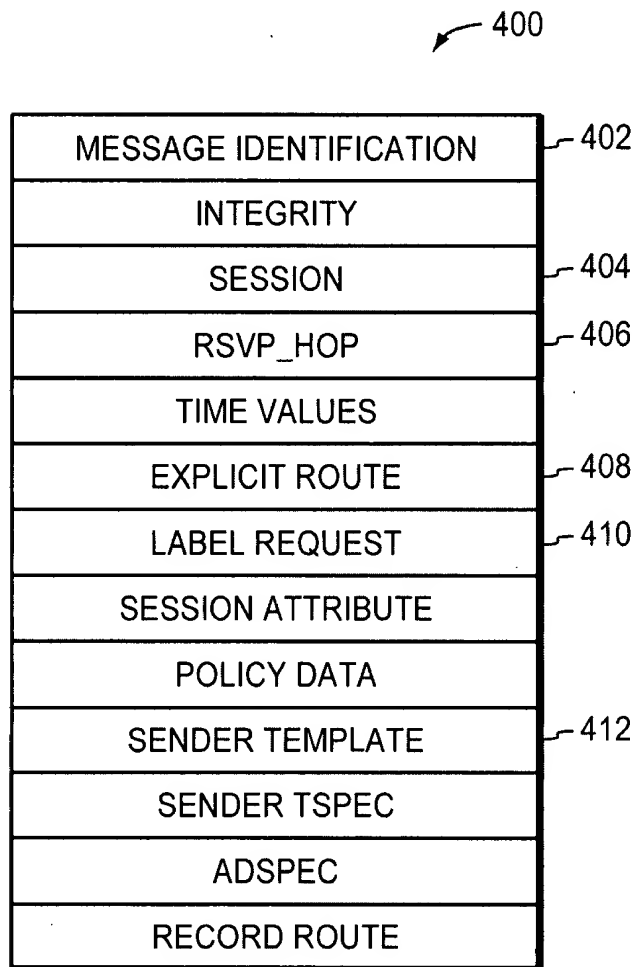 400
MESSAGE IDENTIFICATION 402
INTEGRITY
SESSION 404
RSVP_HOP 406
TIME VALUES
EXPLICIT ROUTE 408
LABEL REQUEST 410
SESSION ATTRIBUTE
POLICY DATA
SENDER TEMPLATE 412
SENDER TSPEC
ADSPEC
RECORD ROUTE